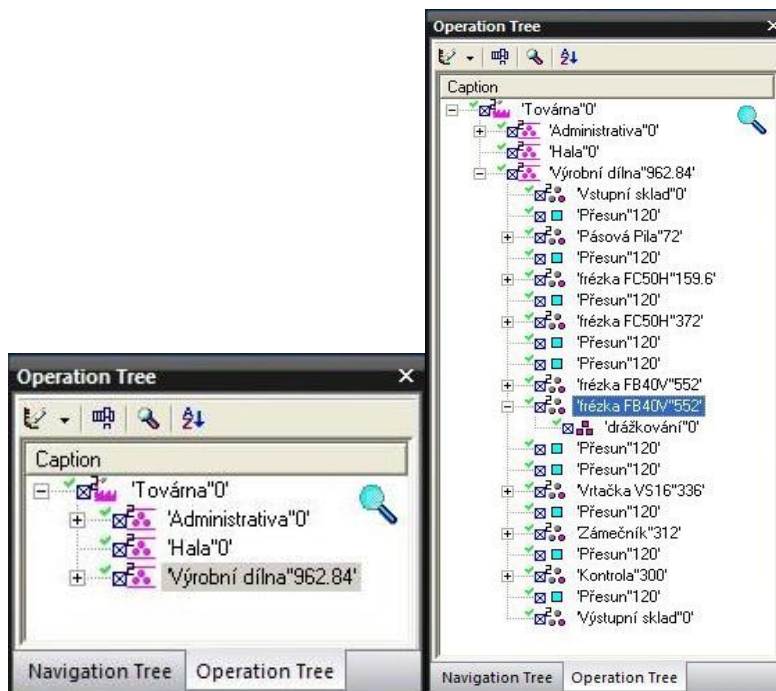 Operation Tree
Caption
'Továrna''0'
'Administrativa''0'
'Hala''0'
'Výrobní dílna''962.84'
Navigation Tree
Operation Tree
Operation Tree
Caption
'Továrna''0'
'Administrativa''0'
'Hala''0'
'Výrobní dílna''962.84'
'Vstupní sklad''0'
'Přesun''120'
'Pásová Pila''72'
'Přesun''120'
'frézka FC50H''159.6'
'Přesun''120'
'frézka FC50H''372'
'Přesun''120'
'Přesun''120'
'frézka FB40V''552'
'frézka FB40V''552'
'drážkování''0'
'Přesun''120'
'Přesun''120'
'Vrtačka VS16''336'
'Přesun''120'
'Zámečník''312'
'Přesun''120'
'Kontrola''300'
'Přesun''120'
'Výstupní sklad''0'
Navigation Tree
Operation Tree